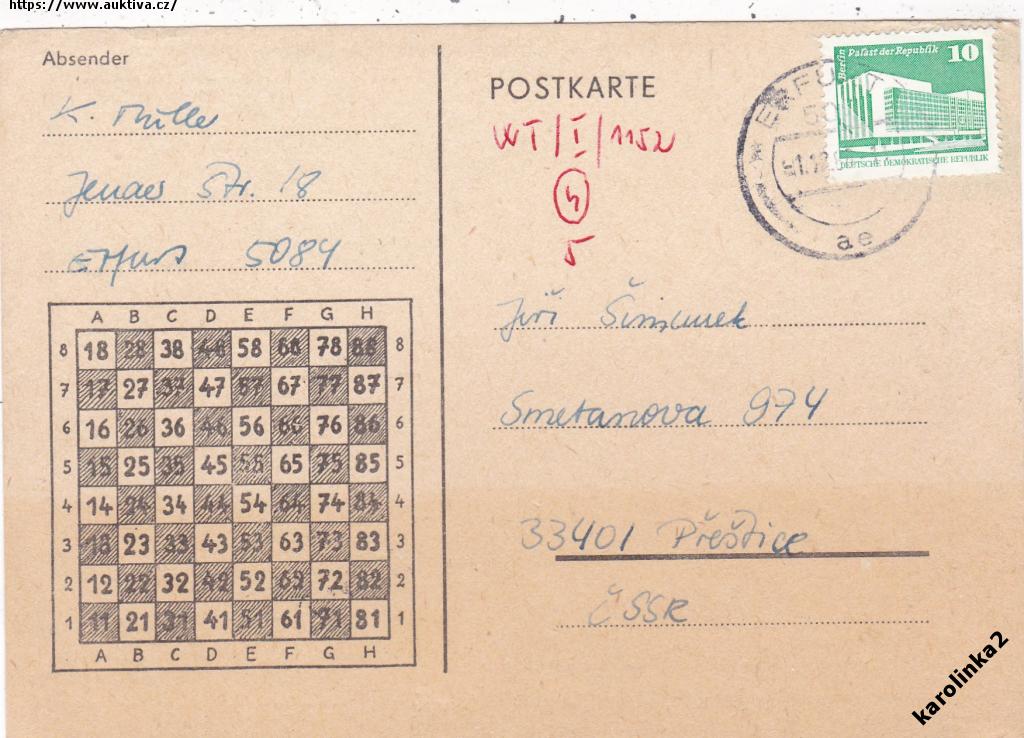 https://www.auktiva.cz/
Absender
K. Müller
Jenaer Str. 18
Erfurt 5084
POSTKARTE
WT/I/1152
4
5
Berlin Palast der Republik 10
DEUTSCHE DEMOKRATISCHE REPUBLIK
ERFURT
ae
Jiří Šimůnek
Smetanova 974
33401 Přeštice
ČSSR
A B C D E F G H
8 18 28 38 48 58 68 78 88 8
7 17 27 37 47 57 67 77 87 7
6 16 26 36 46 56 66 76 86 6
5 15 25 35 45 55 65 75 85 5
4 14 24 34 44 54 64 74 84 4
3 13 23 33 43 53 63 73 83 3
2 12 22 32 42 52 62 72 82 2
1 11 21 31 41 51 61 71 81 1
A B C D E F G H
karolinka2